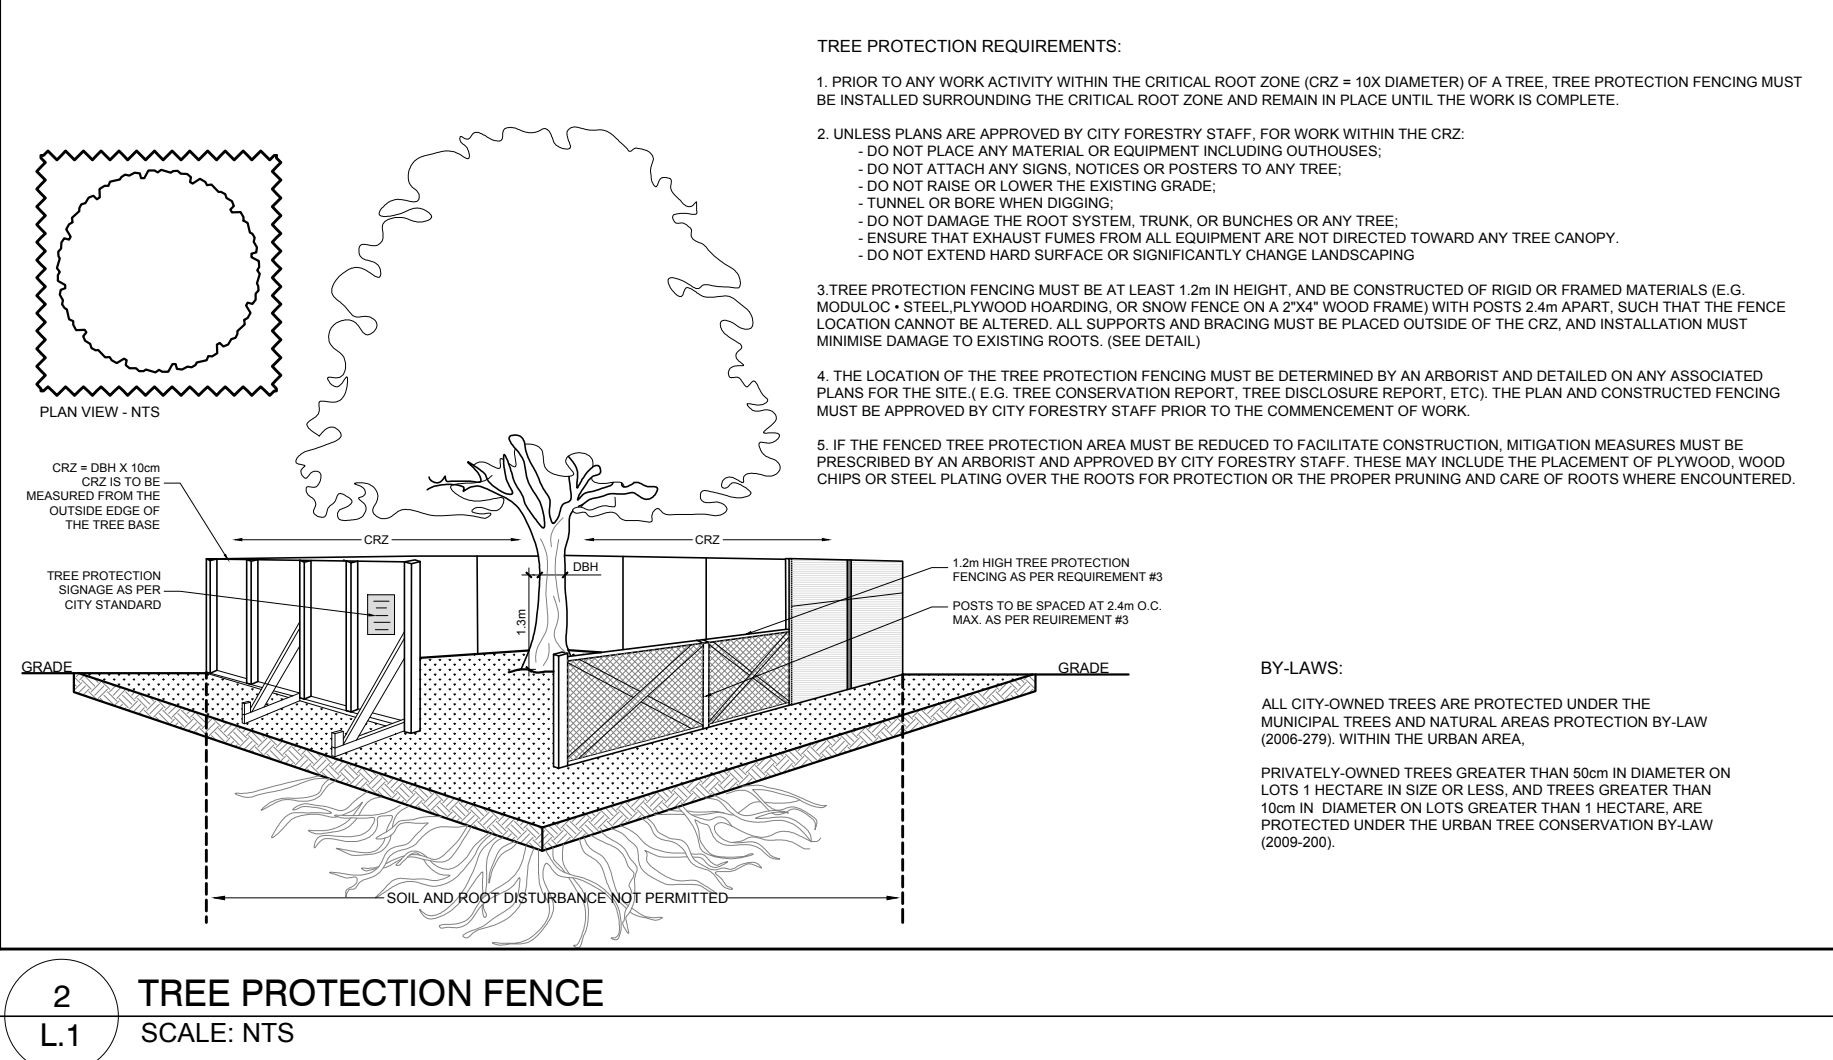 TREE PROTECTION REQUIREMENTS:
1. PRIOR TO ANY WORK ACTIVITY WITHIN THE CRITICAL ROOT ZONE (CRZ = 10X DIAMETER) OF A TREE, TREE PROTECTION FENCING MUST
BE INSTALLED SURROUNDING THE CRITICAL ROOT ZONE AND REMAIN IN PLACE UNTIL THE WORK IS COMPLETE.
2. UNLESS PLANS ARE APPROVED BY CITY FORESTRY STAFF, FOR WORK WITHIN THE CRZ:
- DO NOT PLACE ANY MATERIAL OR EQUIPMENT INCLUDING OUTHOUSES;
- DO NOT ATTACH ANY SIGNS, NOTICES OR POSTERS TO ANY TREE;
- DO NOT RAISE OR LOWER THE EXISTING GRADE;
- TUNNEL OR BORE WHEN DIGGING;
- DO NOT DAMAGE THE ROOT SYSTEM, TRUNK, OR BUNCHES OR ANY TREE;
- ENSURE THAT EXHAUST FUMES FROM ALL EQUIPMENT ARE NOT DIRECTED TOWARD ANY TREE CANOPY.
- DO NOT EXTEND HARD SURFACE OR SIGNIFICANTLY CHANGE LANDSCAPING
3.TREE PROTECTION FENCING MUST BE AT LEAST 1.2m IN HEIGHT, AND BE CONSTRUCTED OF RIGID OR FRAMED MATERIALS (E.G.
MODULOC • STEEL,PLYWOOD HOARDING, OR SNOW FENCE ON A 2"X4" WOOD FRAME) WITH POSTS 2.4m APART, SUCH THAT THE FENCE
LOCATION CANNOT BE ALTERED. ALL SUPPORTS AND BRACING MUST BE PLACED OUTSIDE OF THE CRZ, AND INSTALLATION MUST
MINIMISE DAMAGE TO EXISTING ROOTS. (SEE DETAIL)
4. THE LOCATION OF THE TREE PROTECTION FENCING MUST BE DETERMINED BY AN ARBORIST AND DETAILED ON ANY ASSOCIATED
PLANS FOR THE SITE.( E.G. TREE CONSERVATION REPORT, TREE DISCLOSURE REPORT, ETC). THE PLAN AND CONSTRUCTED FENCING
MUST BE APPROVED BY CITY FORESTRY STAFF PRIOR TO THE COMMENCEMENT OF WORK.
5. IF THE FENCED TREE PROTECTION AREA MUST BE REDUCED TO FACILITATE CONSTRUCTION, MITIGATION MEASURES MUST BE
PRESCRIBED BY AN ARBORIST AND APPROVED BY CITY FORESTRY STAFF. THESE MAY INCLUDE THE PLACEMENT OF PLYWOOD, WOOD
CHIPS OR STEEL PLATING OVER THE ROOTS FOR PROTECTION OR THE PROPER PRUNING AND CARE OF ROOTS WHERE ENCOUNTERED.
PLAN VIEW - NTS
CRZ = DBH X 10cm
CRZ IS TO BE
MEASURED FROM THE
OUTSIDE EDGE OF
THE TREE BASE
CRZ
CRZ
DBH
1.3m
TREE PROTECTION
SIGNAGE AS PER
CITY STANDARD
1.2m HIGH TREE PROTECTION
FENCING AS PER REQUIREMENT #3
POSTS TO BE SPACED AT 2.4m O.C.
MAX. AS PER REUIREMENT #3
GRADE
GRADE
SOIL AND ROOT DISTURBANCE NOT PERMITTED
BY-LAWS:
ALL CITY-OWNED TREES ARE PROTECTED UNDER THE
MUNICIPAL TREES AND NATURAL AREAS PROTECTION BY-LAW
(2006-279). WITHIN THE URBAN AREA,
PRIVATELY-OWNED TREES GREATER THAN 50cm IN DIAMETER ON
LOTS 1 HECTARE IN SIZE OR LESS, AND TREES GREATER THAN
10cm IN DIAMETER ON LOTS GREATER THAN 1 HECTARE, ARE
PROTECTED UNDER THE URBAN TREE CONSERVATION BY-LAW
(2009-200).
2
L.1
TREE PROTECTION FENCE
SCALE: NTS